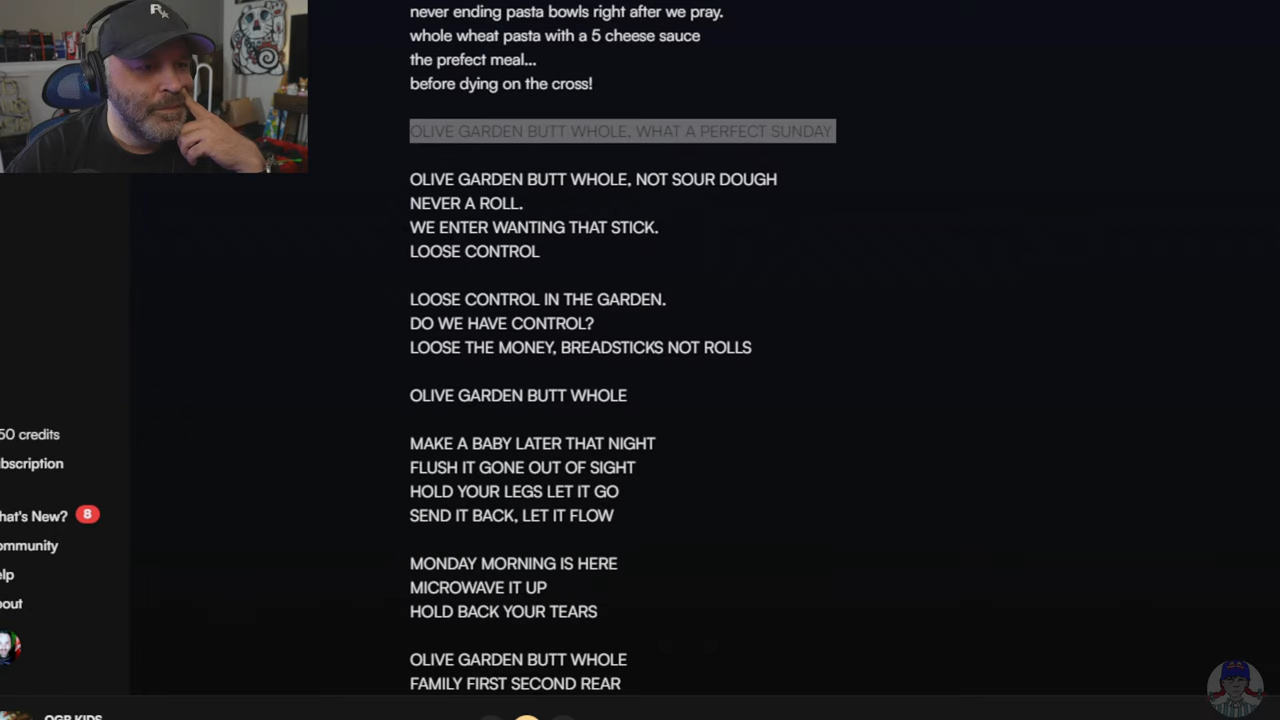 never ending pasta bowls right after we pray.
whole wheat pasta with a 5 cheese sauce
the prefect meal...
before dying on the cross!
OLIVE GARDEN BUTT WHOLE, WHAT A PERFECT SUNDAY
OLIVE GARDEN BUTT WHOLE, NOT SOUR DOUGH
NEVER A ROLL.
WE ENTER WANTING THAT STICK.
LOOSE CONTROL
LOOSE CONTROL IN THE GARDEN.
DO WE HAVE CONTROL?
LOOSE THE MONEY, BREADSTICKS NOT ROLLS
OLIVE GARDEN BUTT WHOLE
MAKE A BABY LATER THAT NIGHT
FLUSH IT GONE OUT OF SIGHT
HOLD YOUR LEGS LET IT GO
SEND IT BACK, LET IT FLOW
MONDAY MORNING IS HERE
MICROWAVE IT UP
HOLD BACK YOUR TEARS
OLIVE GARDEN BUTT WHOLE
FAMILY FIRST SECOND REAR
50 credits
bscription
hat's New? 8
ommunity
elp
bout
KIDS